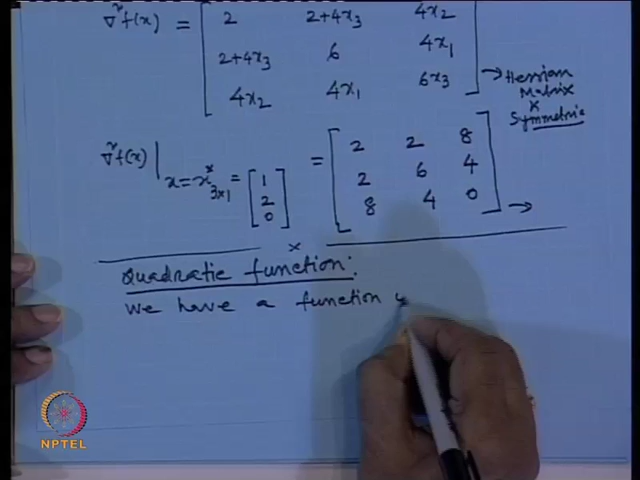 ∇²f(x) = [ 2 2+4x₃ 4x₂
2+4x₃ 6 4x₁
4x₂ 4x₁ 6x₃ ] → Hessian
Matrix
x
Symmetric
∇²f(x)| x=x* 3x1 = [ 1 2 0 ] = [ 2 2 8
2 6 4
8 4 0 ] →
x
Quadratic function:
We have a function
NPTEL